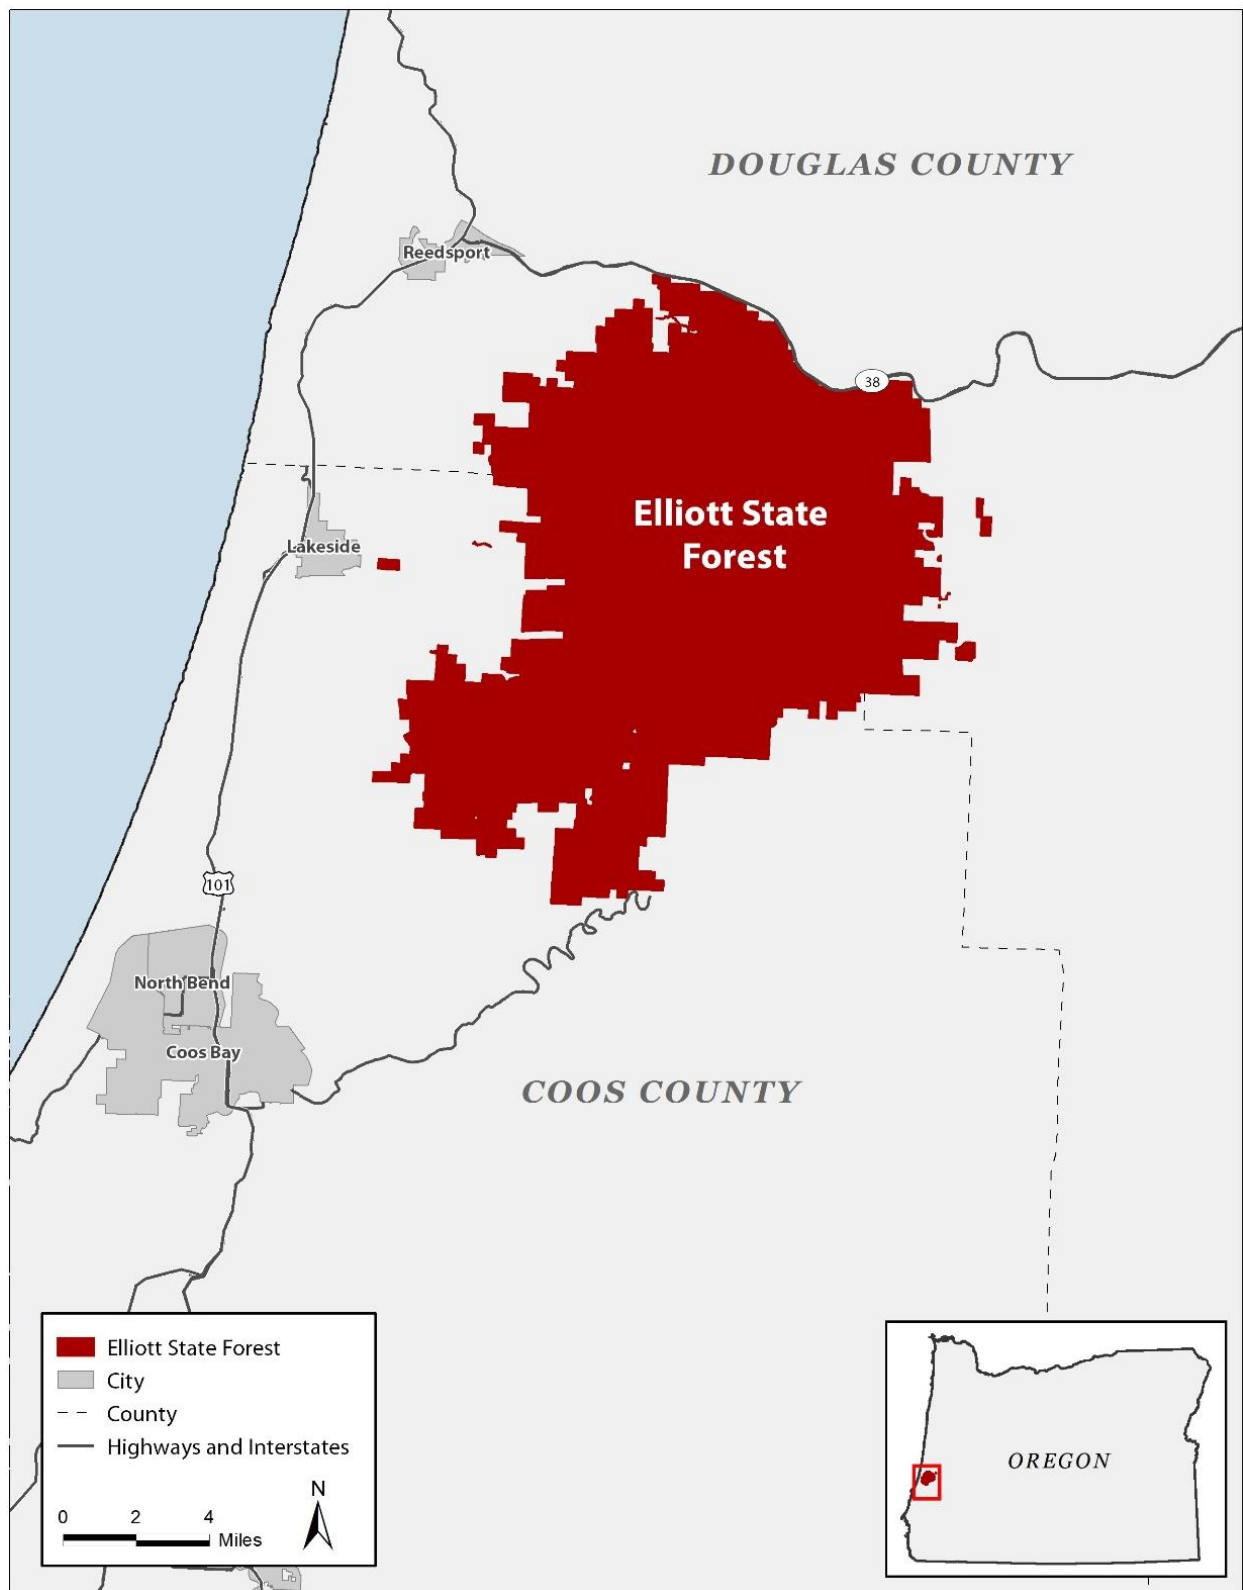 DOUGLAS COUNTY
Reedsport
38
Elliott State
Forest
Lakeside
101
North Bend
Coos Bay
COOS COUNTY
Elliott State Forest
City
County
Highways and Interstates
N
0 2 4
Miles
OREGON